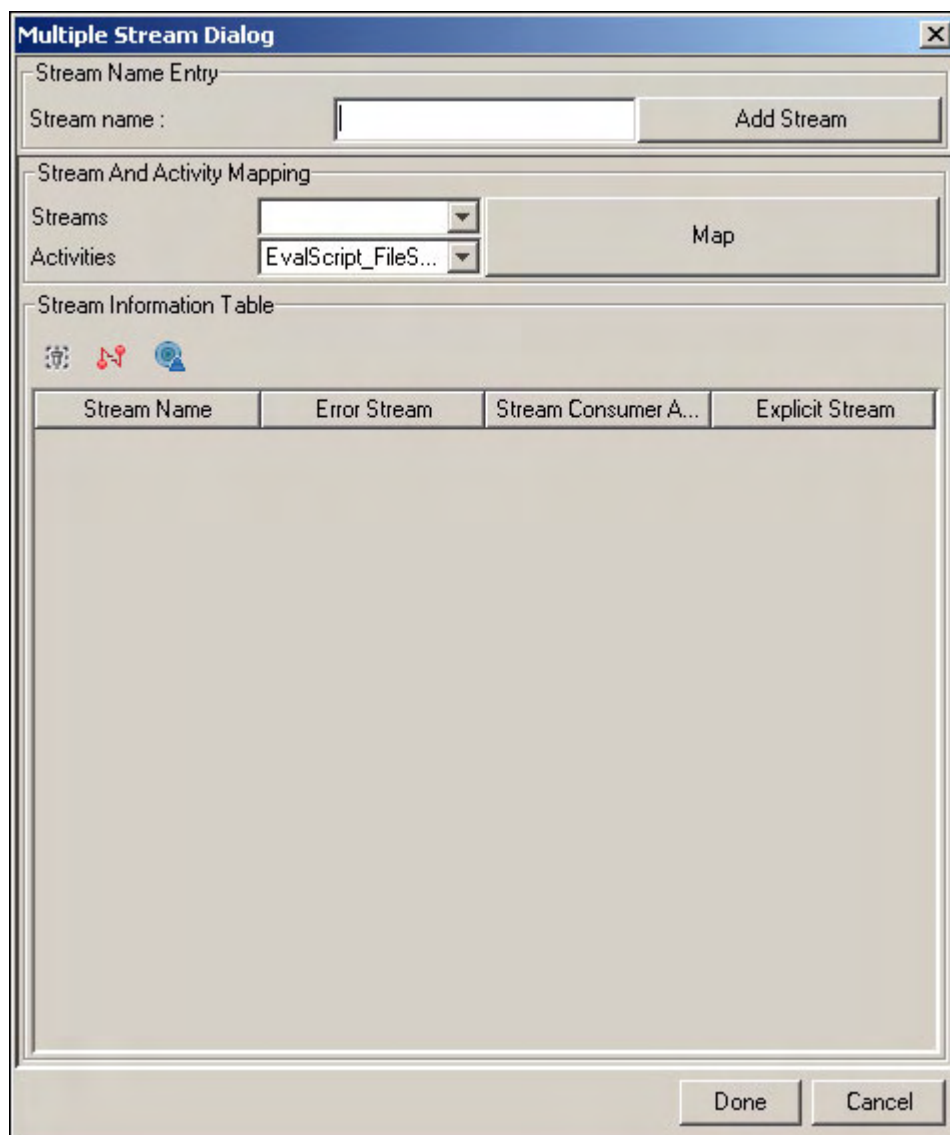 Multiple Stream Dialog
Stream Name Entry
Stream name :
Add Stream
Stream And Activity Mapping
Streams
Map
Activities
EvalScript_FileS...
Stream Information Table
Stream Name
Error Stream
Stream Consumer A...
Explicit Stream
Done
Cancel